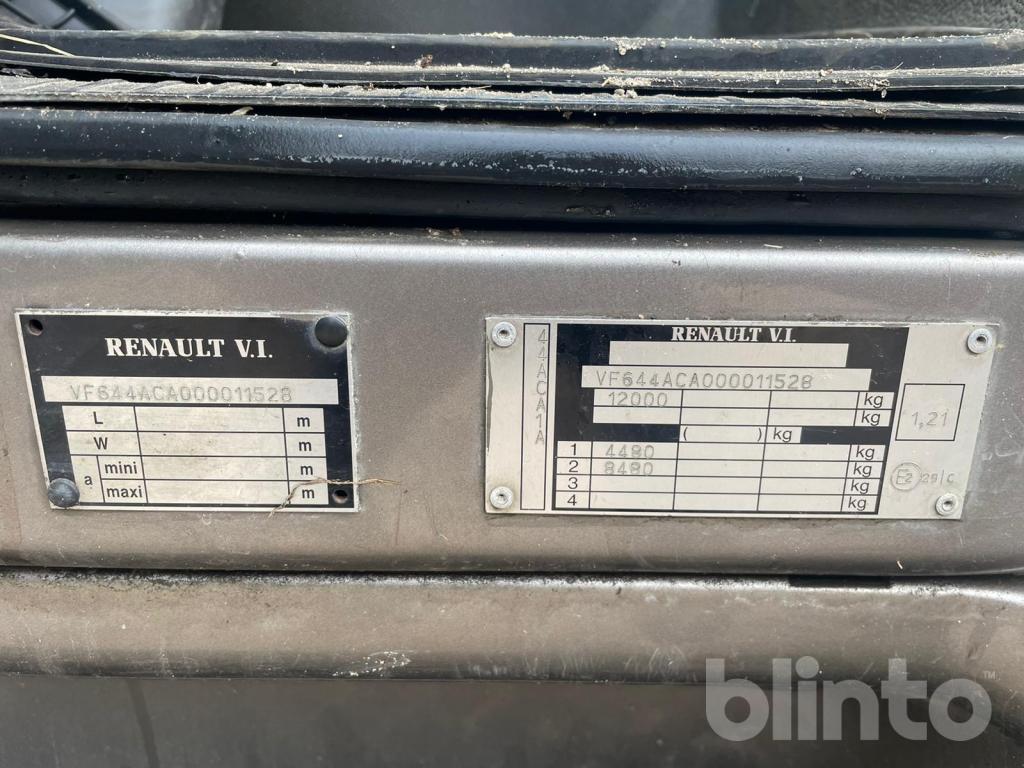 RENAULT V.I.
VF644ACA000011528
L m
W m
a mini m
maxi m
44ACA1A
RENAULT V.I.
VF644ACA000011528
12000 kg
kg
( ) kg
1 4480 kg
2 8480 kg
3 kg
4 kg
1,21
E2 29/C
blinto™